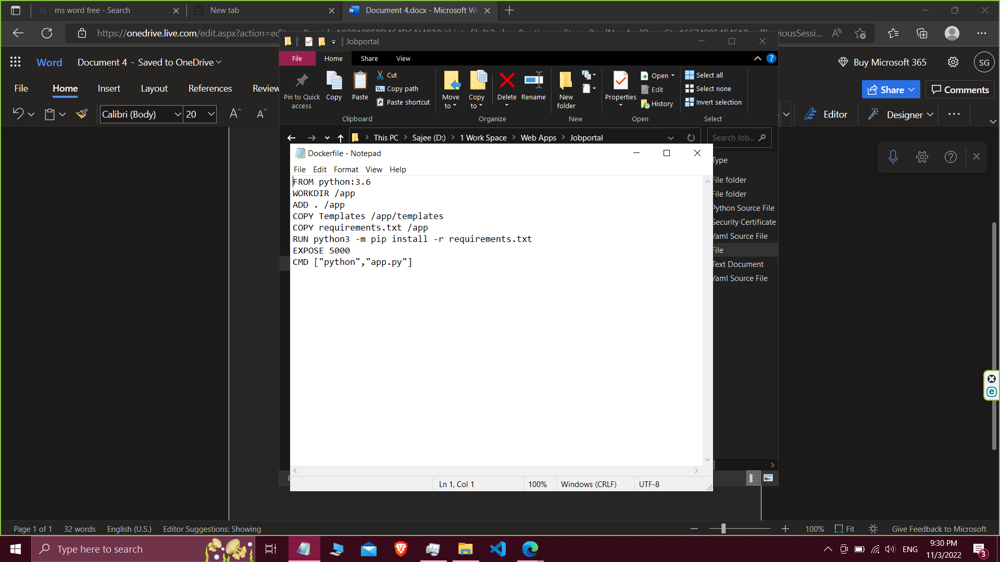 ms word free - Search
New tab
Document 4.docx - Microsoft Wo
https://onedrive.live.com/edit.aspx?action=edi
viousSessi...
Jobportal
File
Home
Share
View
Word
Document 4 - Saved to OneDrive
Buy Microsoft 365
SG
File
Home
Insert
Layout
References
Review
Share
Comments
Calibri (Body)
20
Editor
Designer
Pin to Quick access
Copy
Paste
Cut
Copy path
Paste shortcut
Clipboard
Move to
Copy to
Delete
Rename
Organize
New folder
New
Properties
Open
Edit
History
Open
Select all
Select none
Invert selection
Select
This PC
Sajee (D:)
1 Work Space
Web Apps
Jobportal
Search Job...
Type
File folder
File folder
Python Source File
Security Certificate
Yaml Source File
File
Text Document
Yaml Source File
Dockerfile - Notepad
File Edit Format View Help
FROM python:3.6
WORKDIR /app
ADD . /app
COPY Templates /app/templates
COPY requirements.txt /app
RUN python3 -m pip install -r requirements.txt
EXPOSE 5000
CMD ["python","app.py"]
Ln 1, Col 1
100%
Windows (CRLF)
UTF-8
Page 1 of 1
32 words
English (U.S.)
Editor Suggestions: Showing
100%
Fit
Give Feedback to Microsoft
Type here to search
ENG
9:30 PM
11/3/2022
3